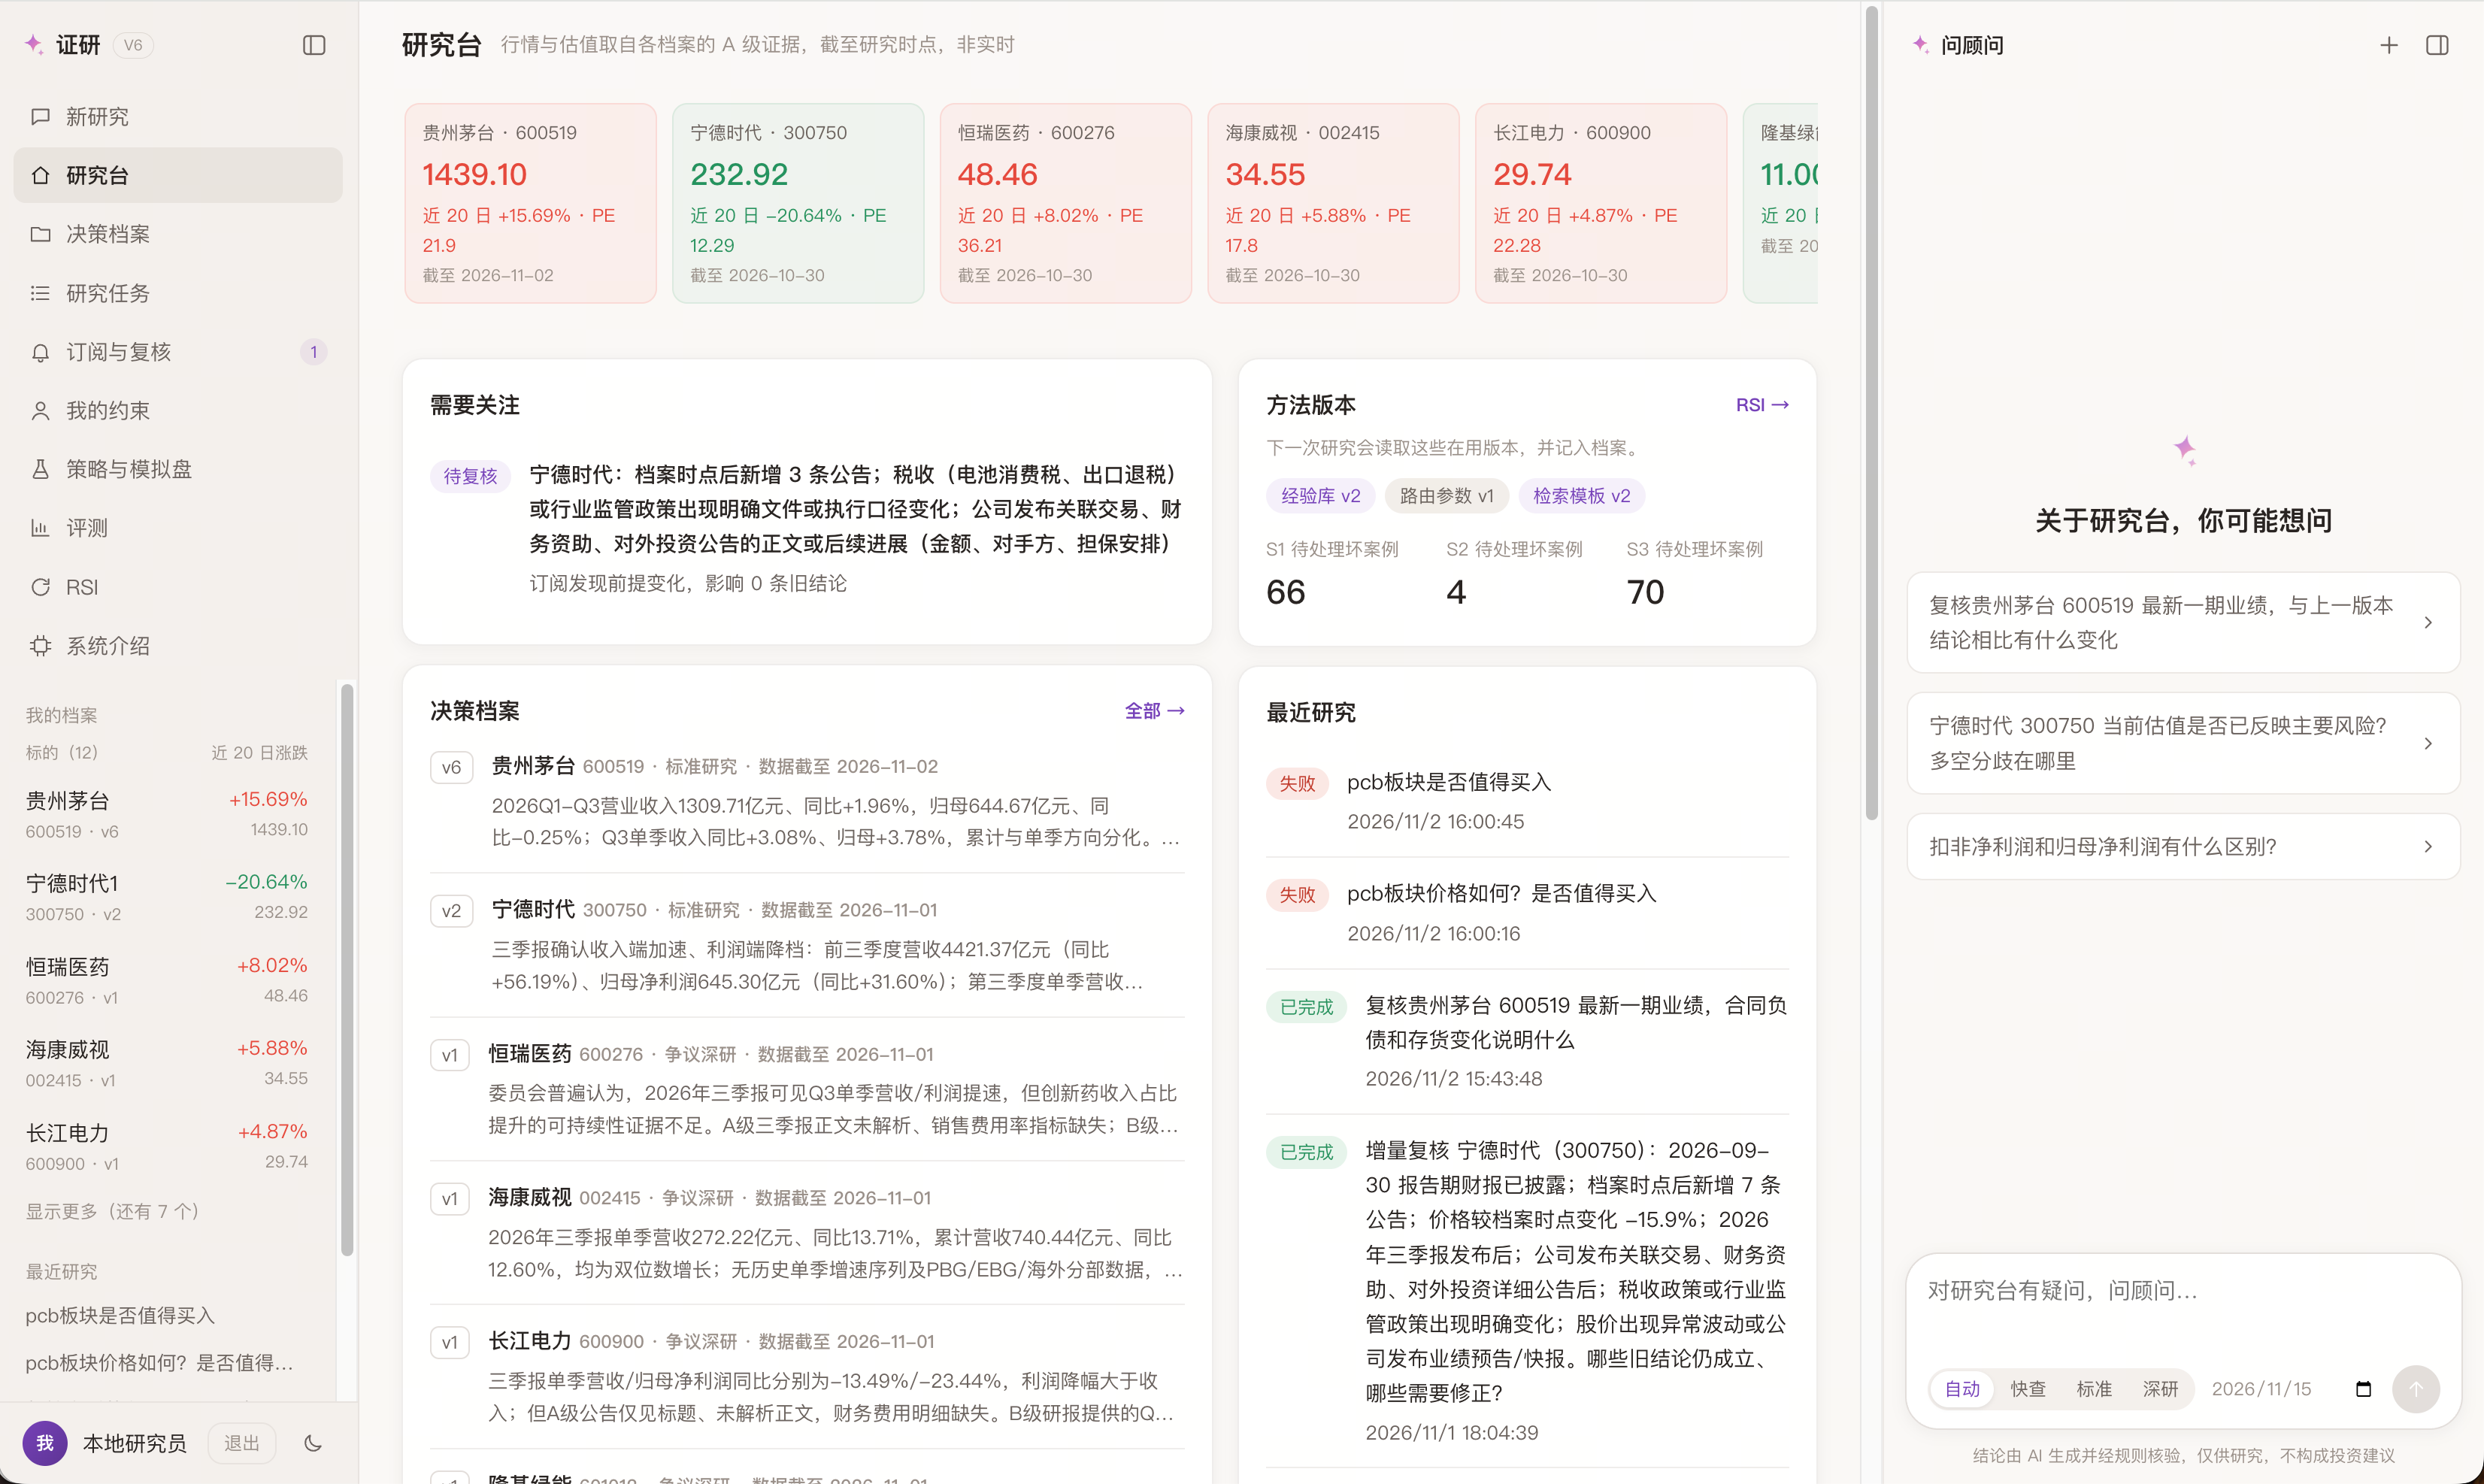 证研 V6
新研究
研究台
决策档案
研究任务
订阅与复核 1
我的约束
策略与模拟盘
评测
RSI
系统介绍
我的档案
标的（12） 近 20 日涨跌
贵州茅台 +15.69%
600519 · v6 1439.10
宁德时代1 −20.64%
300750 · v2 232.92
恒瑞医药 +8.02%
600276 · v1 48.46
海康威视 +5.88%
002415 · v1 34.55
长江电力 +4.87%
600900 · v1 29.74
显示更多（还有 7 个）
最近研究
pcb板块是否值得买入
pcb板块价格如何？是否值得…
我 本地研究员 退出
研究台 行情与估值取自各档案的 A 级证据，截至研究时点，非实时
贵州茅台 · 600519
1439.10
近 20 日 +15.69% · PE
21.9
截至 2026-11-02
宁德时代 · 300750
232.92
近 20 日 −20.64% · PE
12.29
截至 2026-10-30
恒瑞医药 · 600276
48.46
近 20 日 +8.02% · PE
36.21
截至 2026-10-30
海康威视 · 002415
34.55
近 20 日 +5.88% · PE
17.8
截至 2026-10-30
长江电力 · 600900
29.74
近 20 日 +4.87% · PE
22.28
截至 2026-10-30
隆基绿
11.0
近 20
截至 20
需要关注
待复核
宁德时代：档案时点后新增 3 条公告；税收（电池消费税、出口退税）
或行业监管政策出现明确文件或执行口径变化；公司发布关联交易、财
务资助、对外投资公告的正文或后续进展（金额、对手方、担保安排）
订阅发现前提变化，影响 0 条旧结论
方法版本 RSI →
下一次研究会读取这些在用版本，并记入档案。
经验库 v2 路由参数 v1 检索模板 v2
S1 待处理坏案例 S2 待处理坏案例 S3 待处理坏案例
66 4 70
决策档案 全部 →
v6 贵州茅台 600519 · 标准研究 · 数据截至 2026-11-02
2026Q1-Q3营业收入1309.71亿元、同比+1.96%，归母644.67亿元、同
比−0.25%；Q3单季收入同比+3.08%、归母+3.78%，累计与单季方向分化。…
v2 宁德时代 300750 · 标准研究 · 数据截至 2026-11-01
三季报确认收入端加速、利润端降档：前三季度营收4421.37亿元（同比
+56.19%）、归母净利润645.30亿元（同比+31.60%）；第三季度单季营收…
v1 恒瑞医药 600276 · 争议深研 · 数据截至 2026-11-01
委员会普遍认为，2026年三季报可见Q3单季营收/利润提速，但创新药收入占比
提升的可持续性证据不足。A级三季报正文未解析、销售费用率指标缺失；B级…
v1 海康威视 002415 · 争议深研 · 数据截至 2026-11-01
2026年三季报单季营收272.22亿元、同比13.71%，累计营收740.44亿元、同比
12.60%，均为双位数增长；无历史单季增速序列及PBG/EBG/海外分部数据，…
v1 长江电力 600900 · 争议深研 · 数据截至 2026-11-01
三季报单季营收/归母净利润同比分别为−13.49%/−23.44%，利润降幅大于收
入；但A级公告仅见标题、未解析正文，财务费用明细缺失。B级研报提供的Q…
v1 隆基绿能 601012 · 争议深研 · 数据截至 2026-11-01
最近研究
失败 pcb板块是否值得买入
2026/11/2 16:00:45
失败 pcb板块价格如何？是否值得买入
2026/11/2 16:00:16
已完成 复核贵州茅台 600519 最新一期业绩，合同负
债和存货变化说明什么
2026/11/2 15:43:48
已完成 增量复核 宁德时代（300750）：2026-09-
30 报告期财报已披露；档案时点后新增 7 条
公告；价格较档案时点变化 −15.9%；2026
年三季报发布后；公司发布关联交易、财务资
助、对外投资详细公告后；税收政策或行业监
管政策出现明确变化；股价出现异常波动或公
司发布业绩预告/快报。哪些旧结论仍成立、
哪些需要修正？
2026/11/1 18:04:39
问顾问
关于研究台，你可能想问
复核贵州茅台 600519 最新一期业绩，与上一版本
结论相比有什么变化
宁德时代 300750 当前估值是否已反映主要风险？
多空分歧在哪里
扣非净利润和归母净利润有什么区别？
对研究台有疑问，问顾问…
自动 快查 标准 深研 2026/11/15
结论由 AI 生成并经规则核验，仅供研究，不构成投资建议